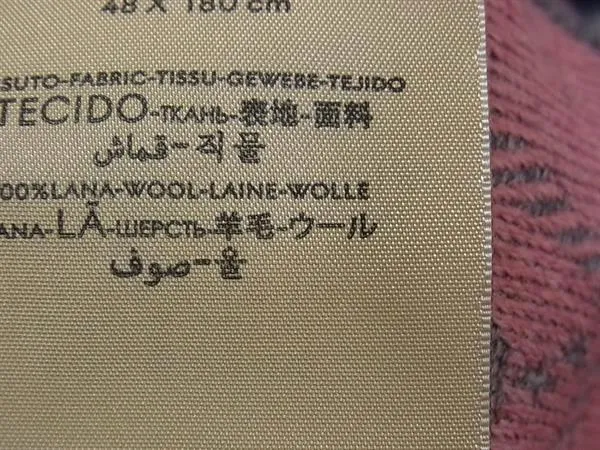 48 X 180 cm
SUTO-FABRIC-TISSU-GEWEBE-TEJIDO
TECIDO-ТКАНЬ-表地-面料
직물-قماش
00%LANA-WOOL-LAINE-WOLLE
ANA-LÃ-ШЕРСТЬ-羊毛-ウール
울-صوف